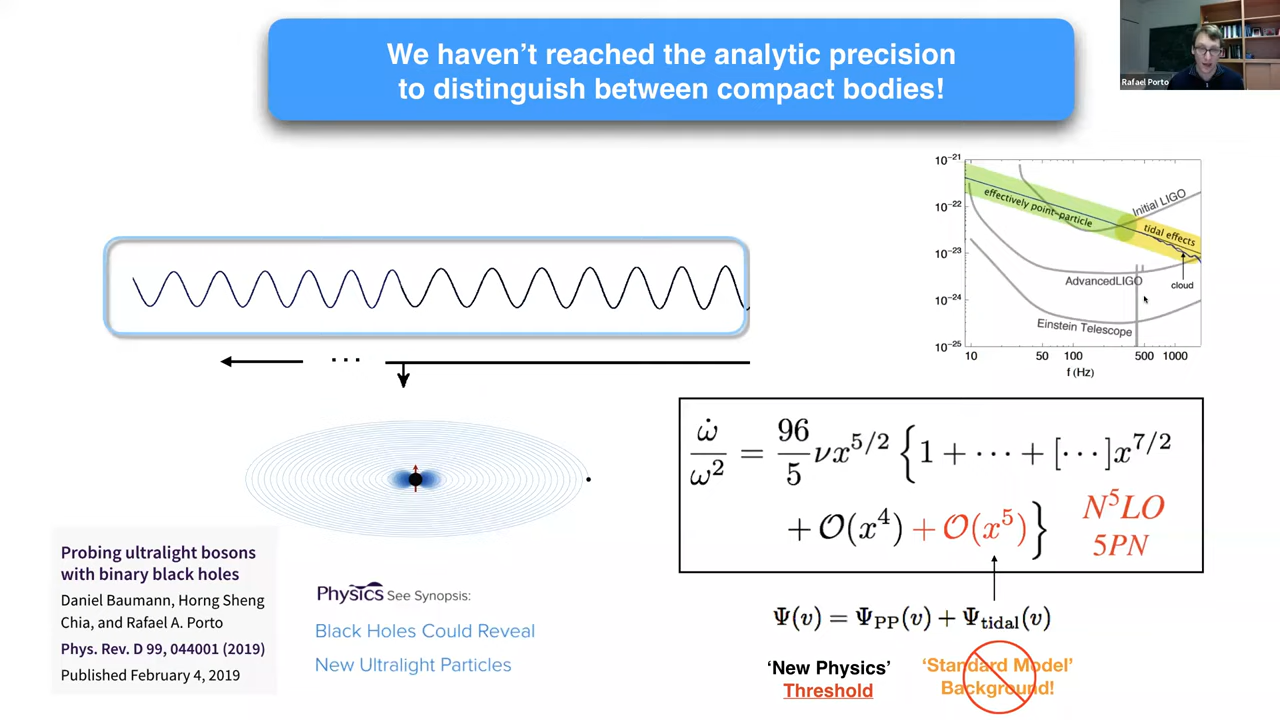 We haven't reached the analytic precision
to distinguish between compact bodies!
Rafael Porto
10⁻²¹
10⁻²²
10⁻²³
10⁻²⁴
10⁻²⁵
effectively point-particle
Initial LIGO
tidal effects
AdvancedLIGO
cloud
Einstein Telescope
10 50 100 500 1000
f (Hz)
...
ω̇/ω² = 96/5 νx^{5/2} {1 + ··· + [···]x^{7/2}
+ O(x⁴) + O(x⁵)}
N⁵LO
5PN
Ψ(v) = Ψ_PP(v) + Ψ_tidal(v)
'New Physics'
Threshold
'Standard Model'
Background!
Probing ultralight bosons
with binary black holes
Daniel Baumann, Horng Sheng
Chia, and Rafael A. Porto
Phys. Rev. D 99, 044001 (2019)
Published February 4, 2019
Physics See Synopsis:
Black Holes Could Reveal
New Ultralight Particles